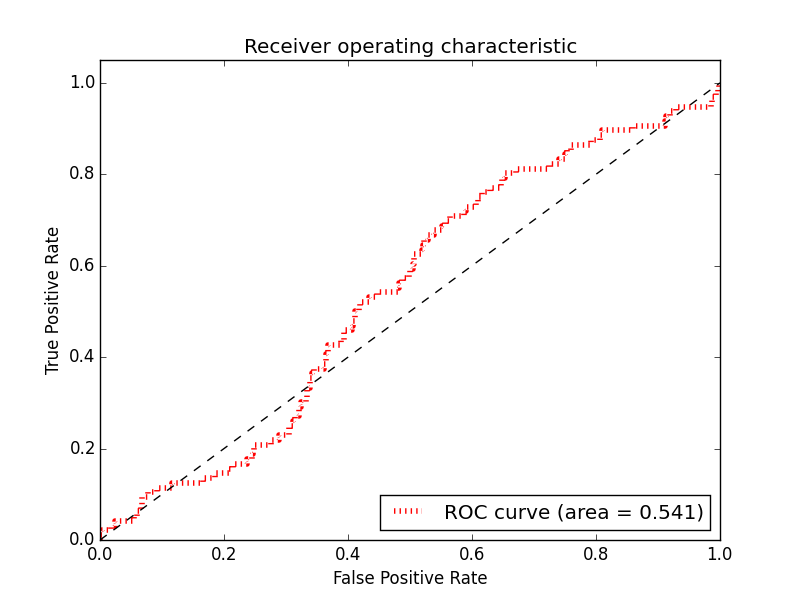 Receiver operating characteristic
1.0
0.8
0.6
0.4
0.2
0.0
True Positive Rate
ROC curve (area = 0.541)
0.0 0.2 0.4 0.6 0.8 1.0
False Positive Rate